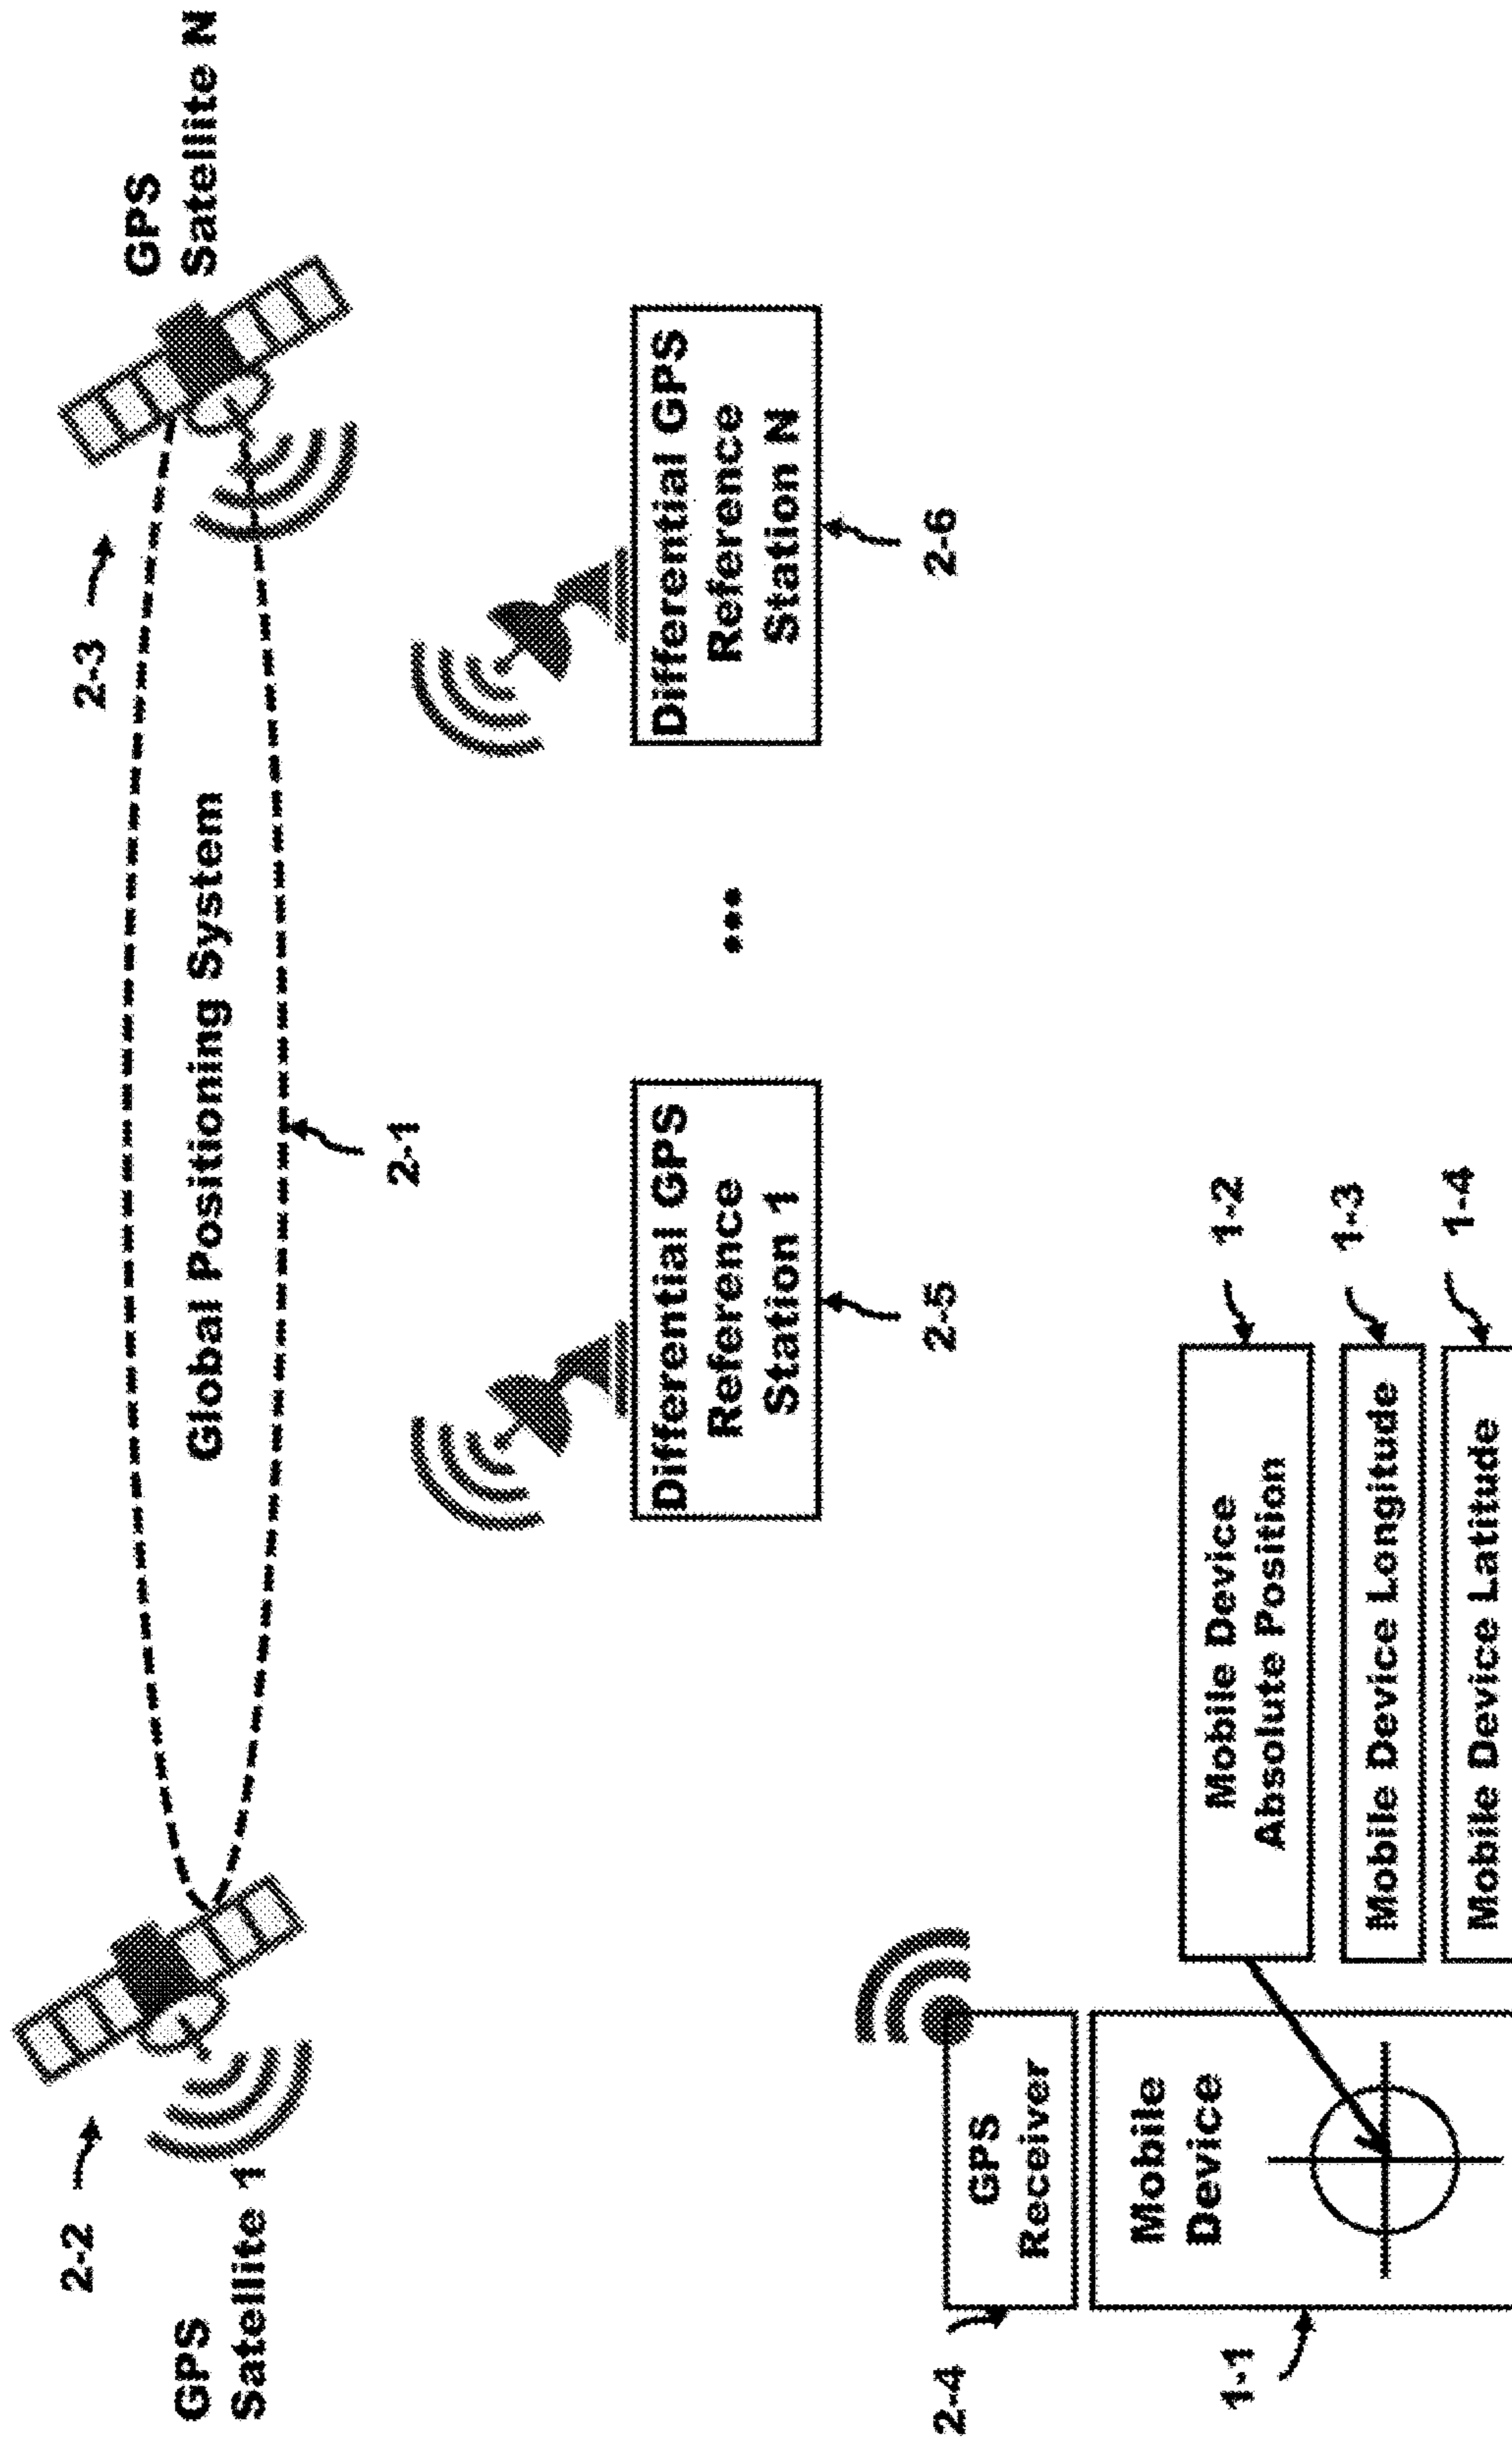 2-2
GPS
Satellite 1
2-3
GPS
Satellite N
Global Positioning System
2-1
Differential GPS
Reference
Station 1
2-5
...
Differential GPS
Reference
Station N
2-6
2-4
GPS
Receiver
1-1
Mobile
Device
Mobile Device
Absolute Position
1-2
Mobile Device Longitude
1-3
Mobile Device Latitude
1-4